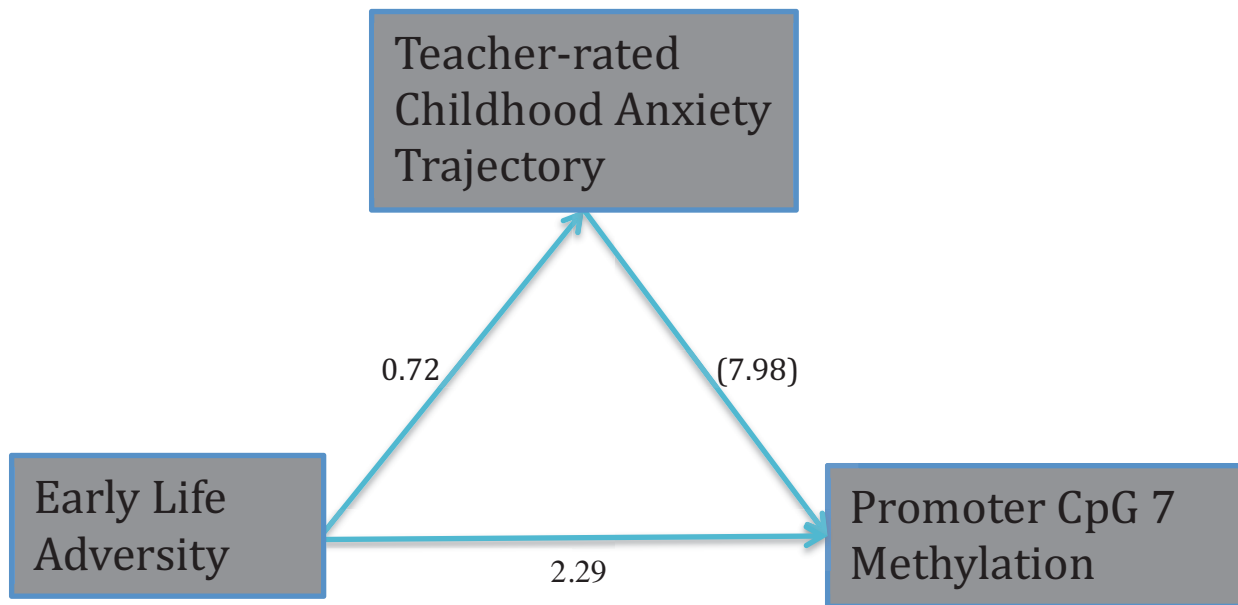 Teacher-rated
Childhood Anxiety
Trajectory
0.72
(7.98)
Early Life
Adversity
2.29
Promoter CpG 7
Methylation